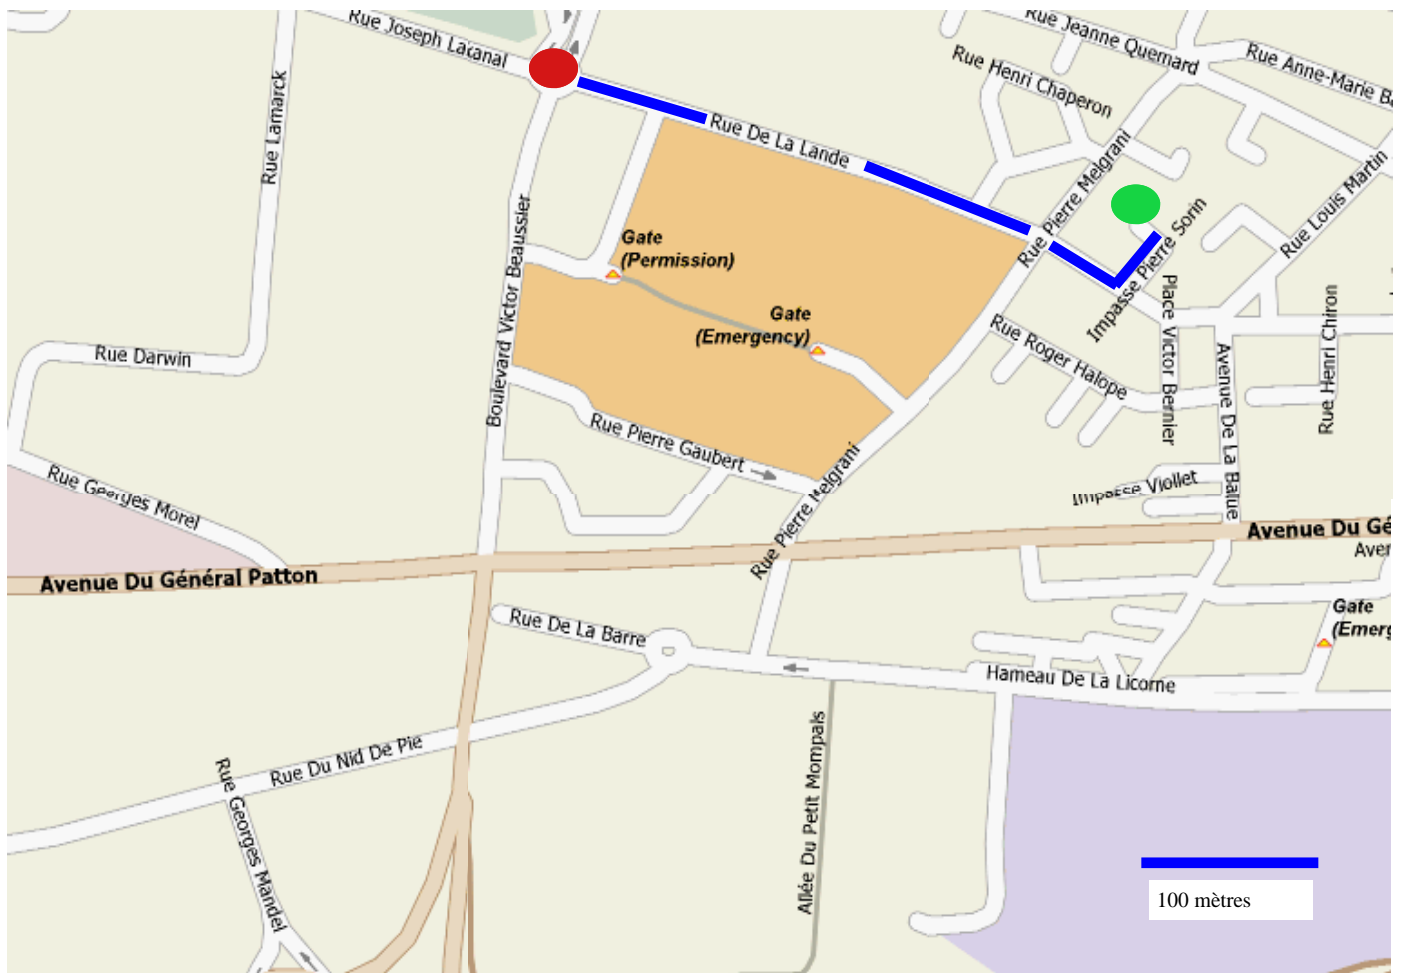 Rue Joseph Lacanal
Rue Jeanne Quemard
Rue Anne-Marie B
Rue Henri Chaperon
Rue Lamarck
Rue De La Lande
Rue Pierre Melgrani
Rue Louis Martin
Impasse Pierre Sorin
Gate
(Permission)
Boulevard Victor Beaussier
Gate
(Emergency)
Rue Pierre Melgrani
Place Victor Bernier
Rue Henri Chiron
Rue Roger Halope
Rue Darwin
Avenue De La Balue
Rue Pierre Gaubert
Rue Georges Morel
Impasse Viollet
Avenue Du Gé
Aver
Avenue Du Général Patton
Rue Pierre Melgrani
Gate
(Emerg
Rue De La Barre
Hameau De La Licorne
Rue Du Nid De Pie
Allée Du Petit Mompais
Rue Georges Mandel
100 mètres